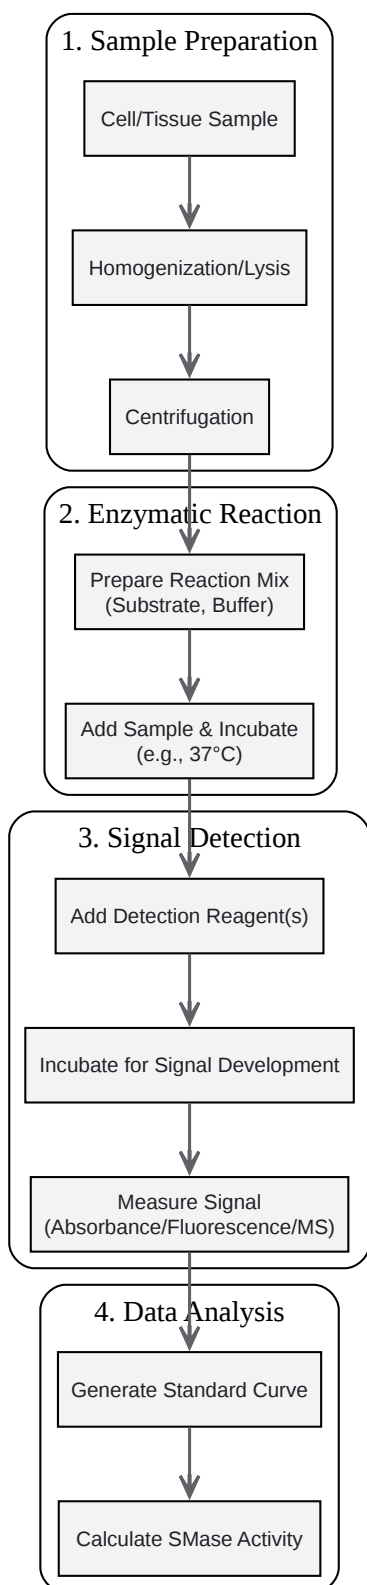 1. Sample Preparation
Cell/Tissue Sample
Homogenization/Lysis
Centrifugation
2. Enzymatic Reaction
Prepare Reaction Mix
(Substrate, Buffer)
Add Sample & Incubate
(e.g., 37°C)
3. Signal Detection
Add Detection Reagent(s)
Incubate for Signal Development
Measure Signal
(Absorbance/Fluorescence/MS)
4. Data Analysis
Generate Standard Curve
Calculate SMase Activity